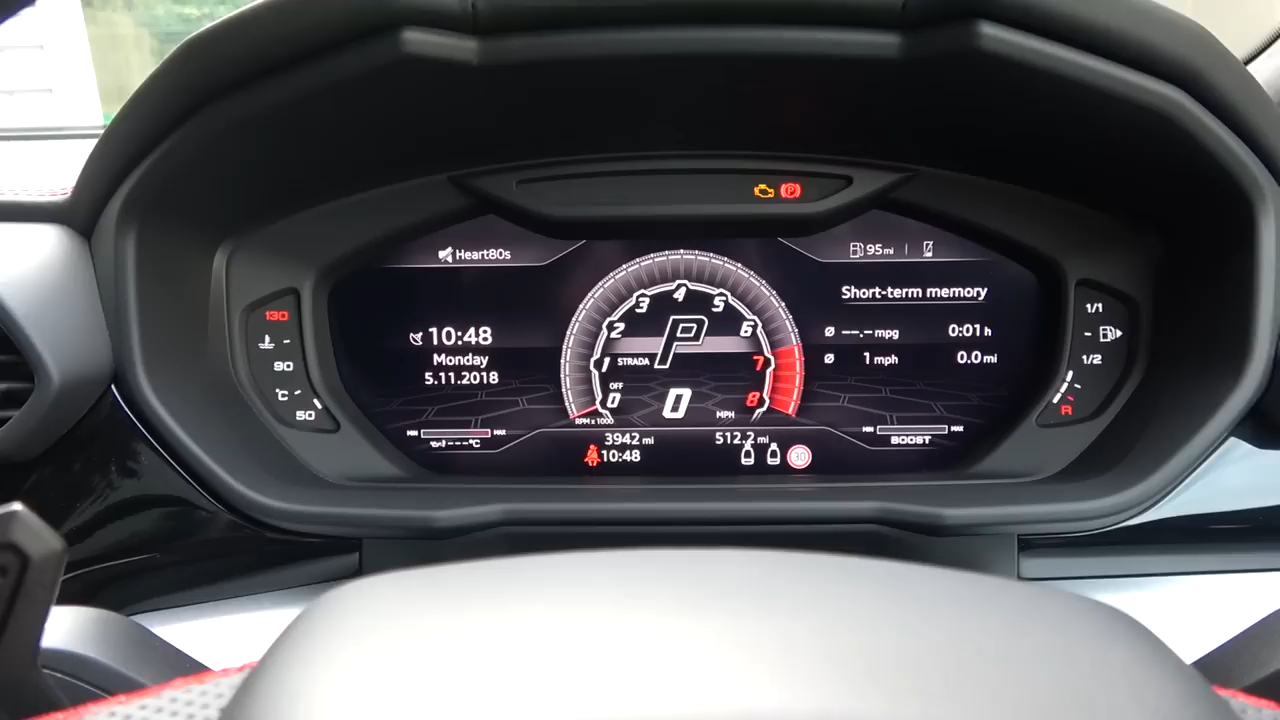 Heart80s
95mi
Short-term memory
Ø --.- mpg 0:01 h
Ø 1 mph 0.0 mi
10:48
Monday
5.11.2018
130
90
°C
50
1/1
1/2
R
0
1
2
3
4
5
6
7
8
P
STRADA
OFF
0
MPH
RPM x 1000
MIN MAX
---°C
MIN MAX
BOOST
3942 mi
512.2 mi
10:48
30